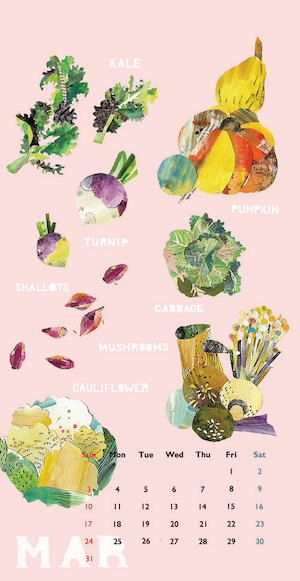 KALE
PUMPKIN
TURNIP
SHALLOTS
CABBAGE
MUSHROOMS
CAULIFLOWER
Sun Mon Tue Wed Thu Fri Sat
1 2
3 4 5 6 7 8 9
10 11 12 13 14 15 16
17 18 19 20 21 22 23
24 25 26 27 28 29 30
31
MAR